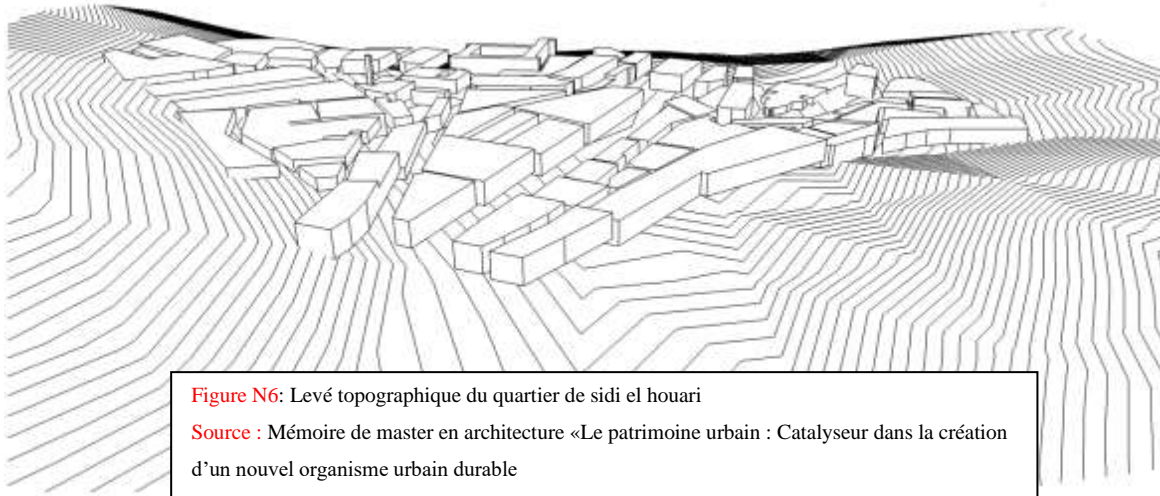 Figure N6: Levé topographique du quartier de sidi el houari
Source : Mémoire de master en architecture «Le patrimoine urbain : Catalyseur dans la création
d’un nouvel organisme urbain durable